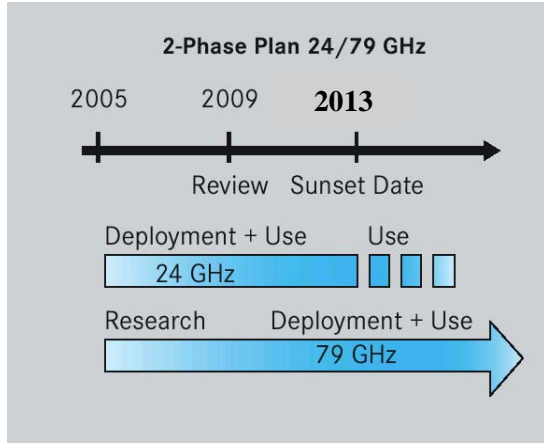 2-Phase Plan 24/79 GHz
2005 2009 2013
Review Sunset Date
Deployment + Use Use
24 GHz
Research Deployment + Use
79 GHz